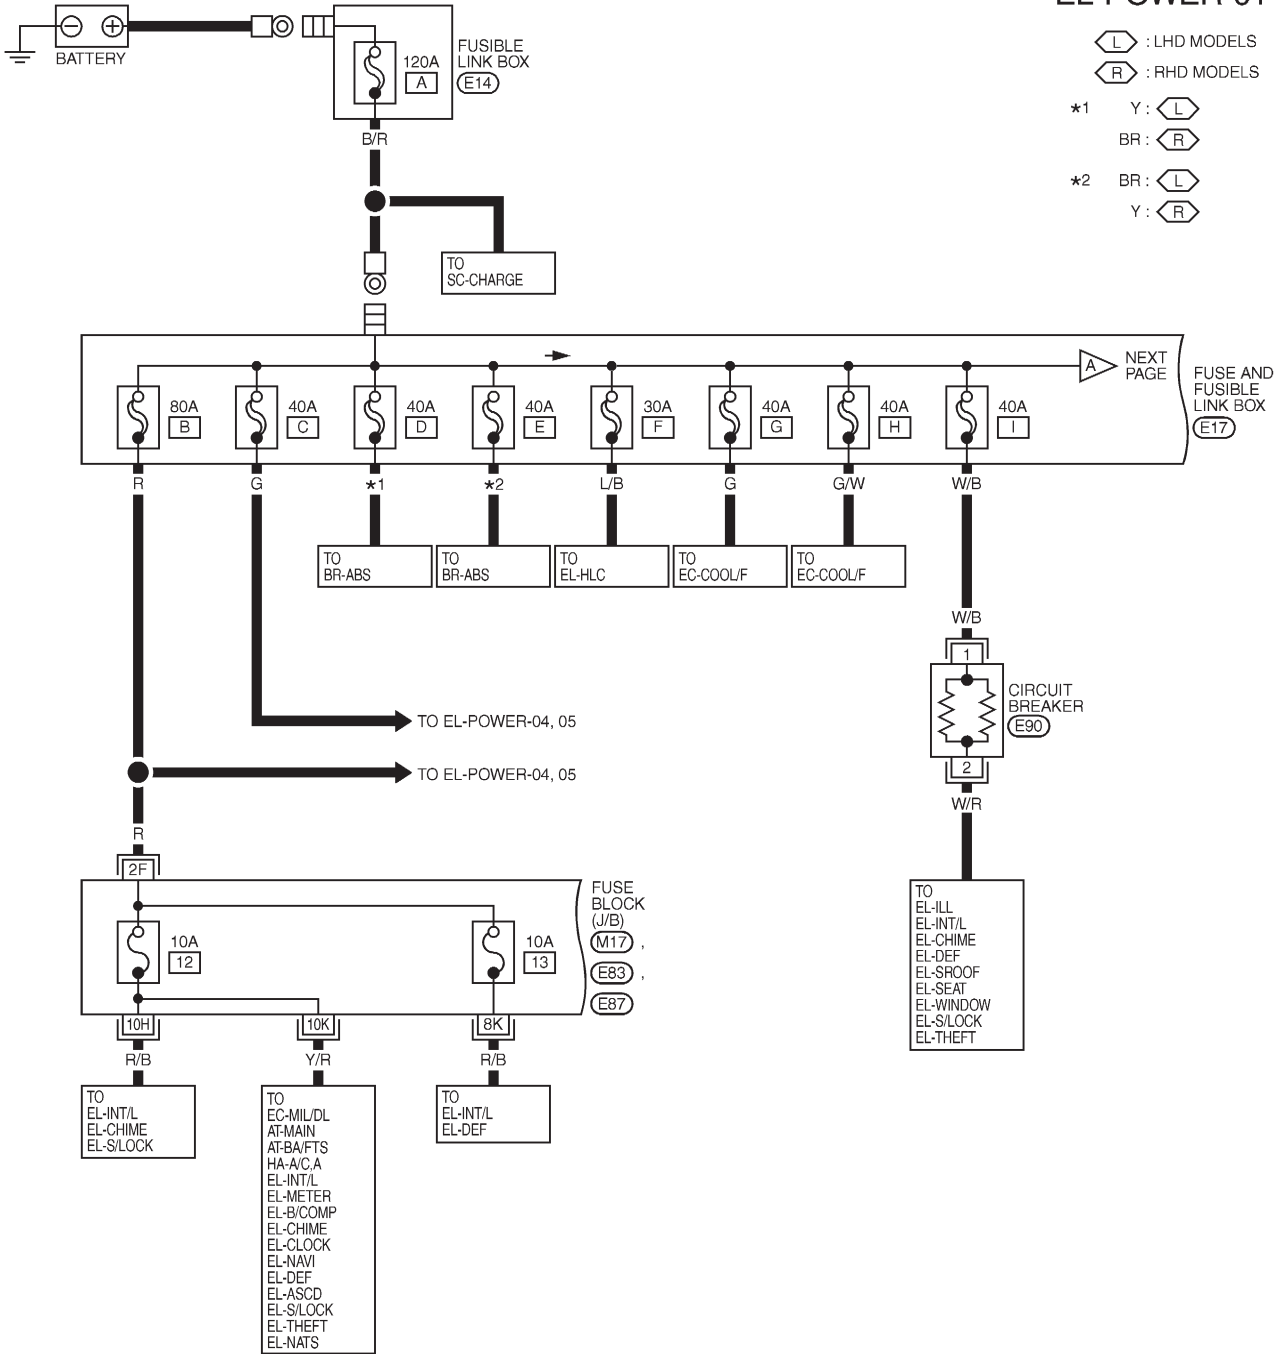 BATTERY
120A
A
FUSIBLE
LINK BOX
E14
L : LHD MODELS
R : RHD MODELS
*1 Y : L
BR : R
*2 BR : L
Y : R
B/R
TO
SC-CHARGE
A
NEXT
PAGE
FUSE AND
FUSIBLE
LINK BOX
E17
80A
B
40A
C
40A
D
40A
E
30A
F
40A
G
40A
H
40A
I
R
G
*1
*2
L/B
G
G/W
W/B
TO
BR-ABS
TO
BR-ABS
TO
EL-HLC
TO
EC-COOL/F
TO
EC-COOL/F
W/B
1
CIRCUIT
BREAKER
E90
2
W/R
TO EL-POWER-04, 05
TO EL-POWER-04, 05
R
2F
FUSE
BLOCK
(J/B)
M17 ,
E83 ,
E87
10A
12
10A
13
10H
10K
8K
R/B
Y/R
R/B
TO
EL-INT/L
EL-CHIME
EL-S/LOCK
TO
EC-MIL/DL
AT-MAIN
AT-BA/FTS
HA-A/C,A
EL-INT/L
EL-METER
EL-B/COMP
EL-CHIME
EL-CLOCK
EL-NAVI
EL-DEF
EL-ASCD
EL-S/LOCK
EL-THEFT
EL-NATS
TO
EL-INT/L
EL-DEF
TO
EL-ILL
EL-INT/L
EL-CHIME
EL-DEF
EL-SROOF
EL-SEAT
EL-WINDOW
EL-S/LOCK
EL-THEFT